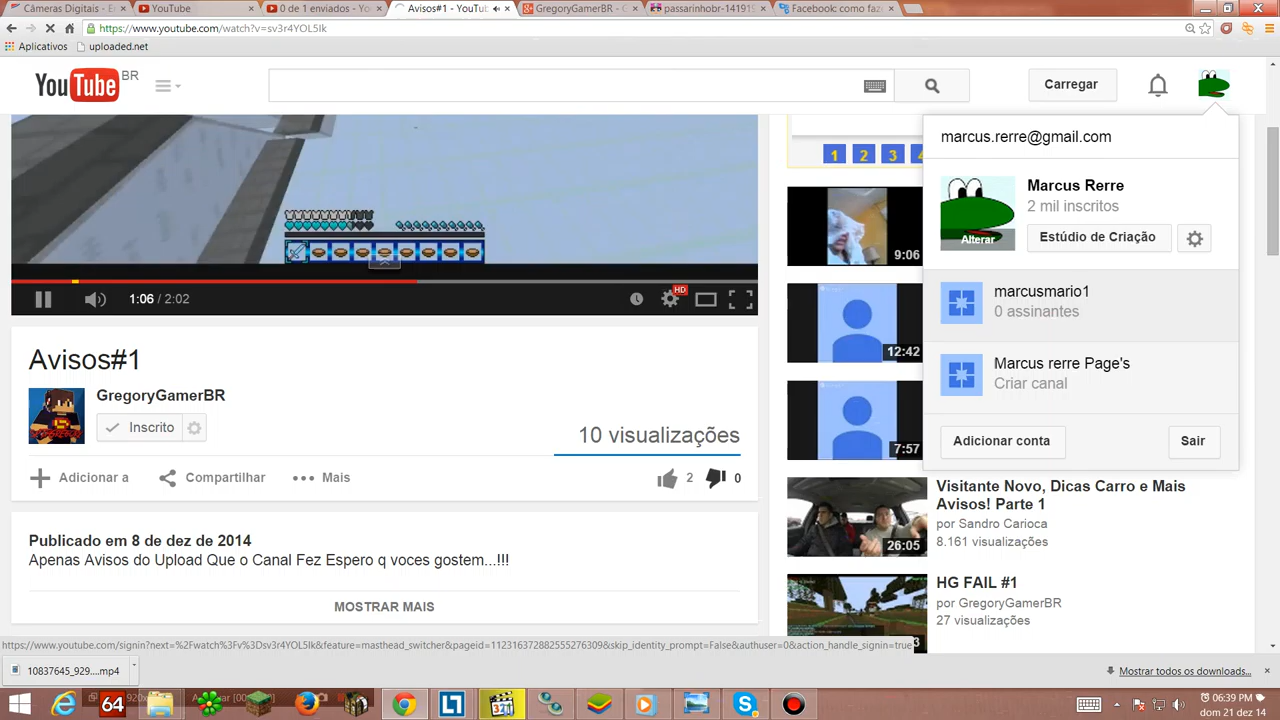 Câmeras Digitais - E
YouTube
0 de 1 enviados - YouTub
Avisos#1 - YouTub
GregoryGamerBR - G
passarinhobr-141919
Facebook: como faz
https://www.youtube.com/watch?v=sv3r4YOL5Ik
Aplicativos
uploaded.net
YouTube BR
Carregar
marcus.rerre@gmail.com
1 2 3 4
Marcus Rerre
2 mil inscritos
Alterar
Estúdio de Criação
9:06
marcusmario1
0 assinantes
HD
1:06 / 2:02
12:42
Marcus rerre Page's
Criar canal
Avisos#1
GregoryGamerBR
Inscrito
10 visualizações
7:57
Adicionar conta
Sair
Adicionar a
Compartilhar
Mais
2
0
Visitante Novo, Dicas Carro e Mais
Avisos! Parte 1
por Sandro Carioca
8.161 visualizações
26:05
Publicado em 8 de dez de 2014
Apenas Avisos do Upload Que o Canal Fez Espero q voces gostem...!!!
MOSTRAR MAIS
HG FAIL #1
por GregoryGamerBR
27 visualizações
3
https://www.youtube.com/signin?next=%2Fwatch%3Fv%3Dsv3r4YOL5Ik&feature=masthead_switcher&pageid=112316372882555276309&skip_identity_prompt=False&authuser=0&action_handle_signin=true
10837645_929....mp4
Mostrar todos os downloads...
64
321
06:39 PM
dom 21 dez 14